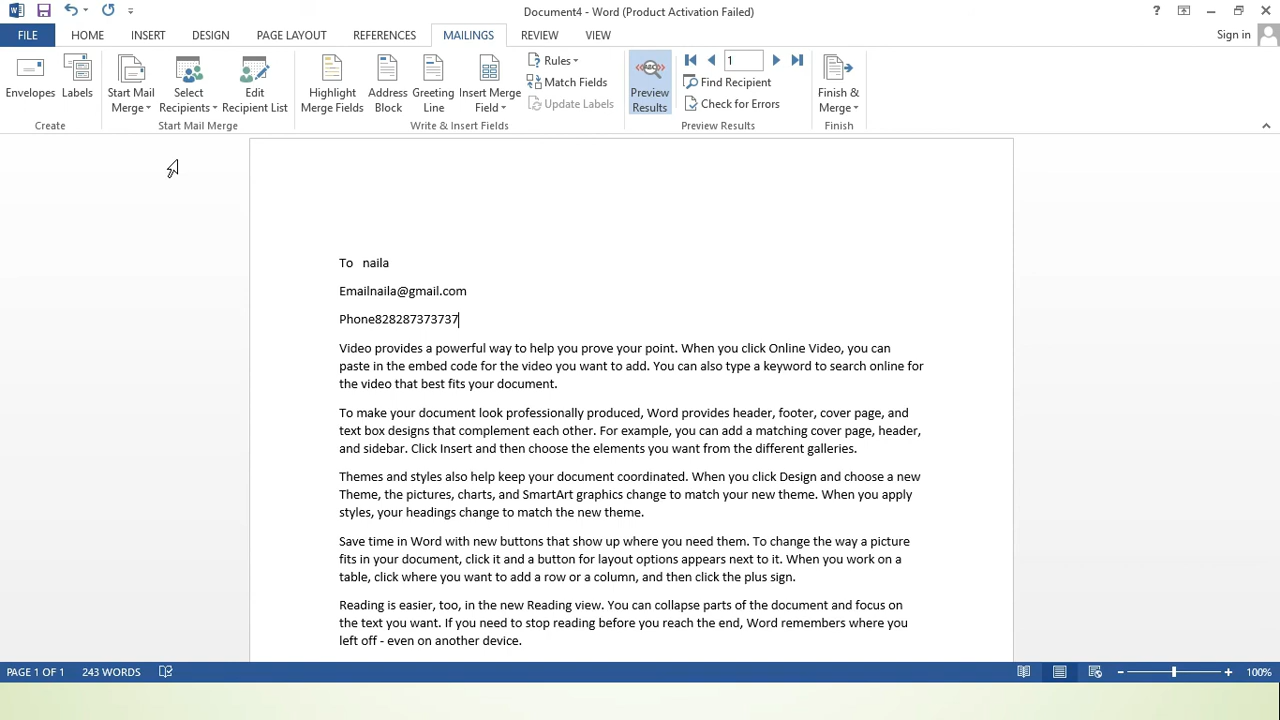 Document4 - Word (Product Activation Failed)
?
FILE HOME INSERT DESIGN PAGE LAYOUT REFERENCES MAILINGS REVIEW VIEW Sign in
Envelopes
Labels
Create
Start Mail
Merge
Select
Recipients
Edit
Recipient List
Start Mail Merge
Highlight
Merge Fields
Address
Block
Greeting
Line
Insert Merge
Field
Rules
Match Fields
Update Labels
Write & Insert Fields
ABC
Preview
Results
1
Find Recipient
Check for Errors
Preview Results
Finish &
Merge
Finish
To naila
Emailnaila@gmail.com
Phone828287373737
Video provides a powerful way to help you prove your point. When you click Online Video, you can
paste in the embed code for the video you want to add. You can also type a keyword to search online for
the video that best fits your document.
To make your document look professionally produced, Word provides header, footer, cover page, and
text box designs that complement each other. For example, you can add a matching cover page, header,
and sidebar. Click Insert and then choose the elements you want from the different galleries.
Themes and styles also help keep your document coordinated. When you click Design and choose a new
Theme, the pictures, charts, and SmartArt graphics change to match your new theme. When you apply
styles, your headings change to match the new theme.
Save time in Word with new buttons that show up where you need them. To change the way a picture
fits in your document, click it and a button for layout options appears next to it. When you work on a
table, click where you want to add a row or a column, and then click the plus sign.
Reading is easier, too, in the new Reading view. You can collapse parts of the document and focus on
the text you want. If you need to stop reading before you reach the end, Word remembers where you
left off - even on another device.
PAGE 1 OF 1 243 WORDS 100%